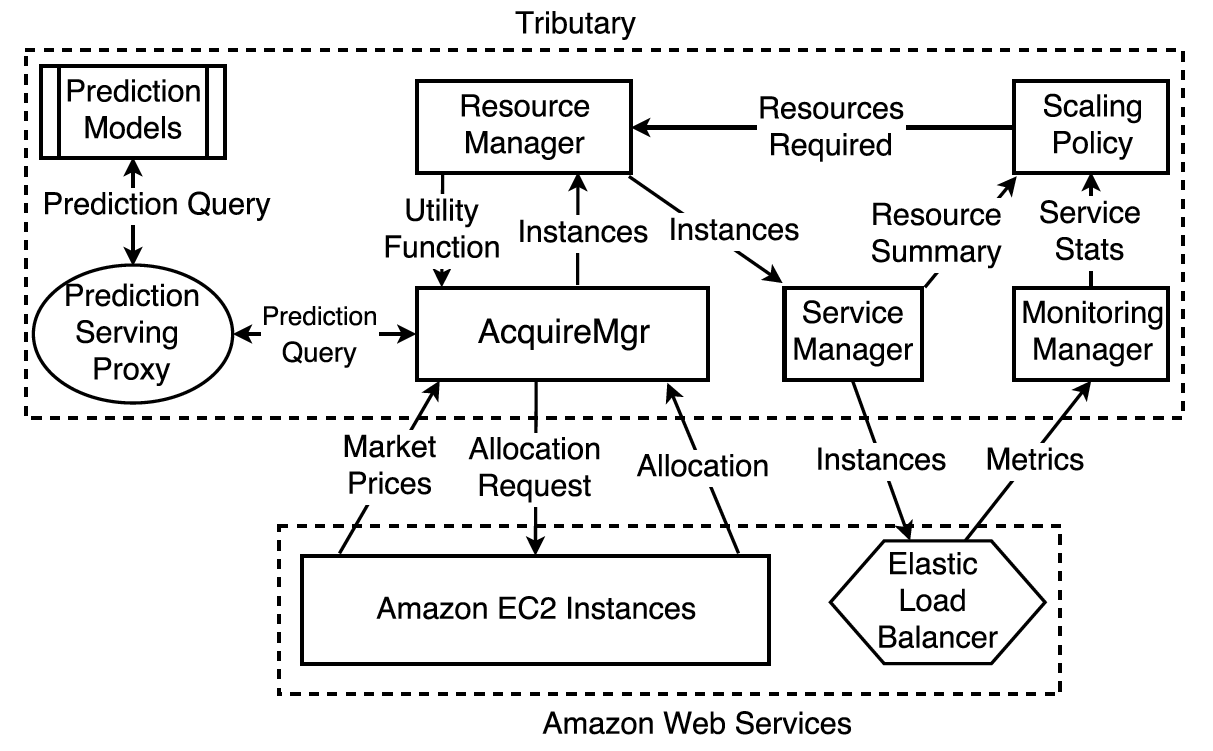 Tributary
Prediction
Models
Resource
Manager
Resources
Required
Scaling
Policy
Prediction Query
Utility
Function
Instances
Instances
Resource
Summary
Service
Stats
Prediction
Serving
Proxy
Prediction
Query
AcquireMgr
Service
Manager
Monitoring
Manager
Market
Prices
Allocation
Request
Allocation
Instances
Metrics
Amazon EC2 Instances
Elastic
Load
Balancer
Amazon Web Services